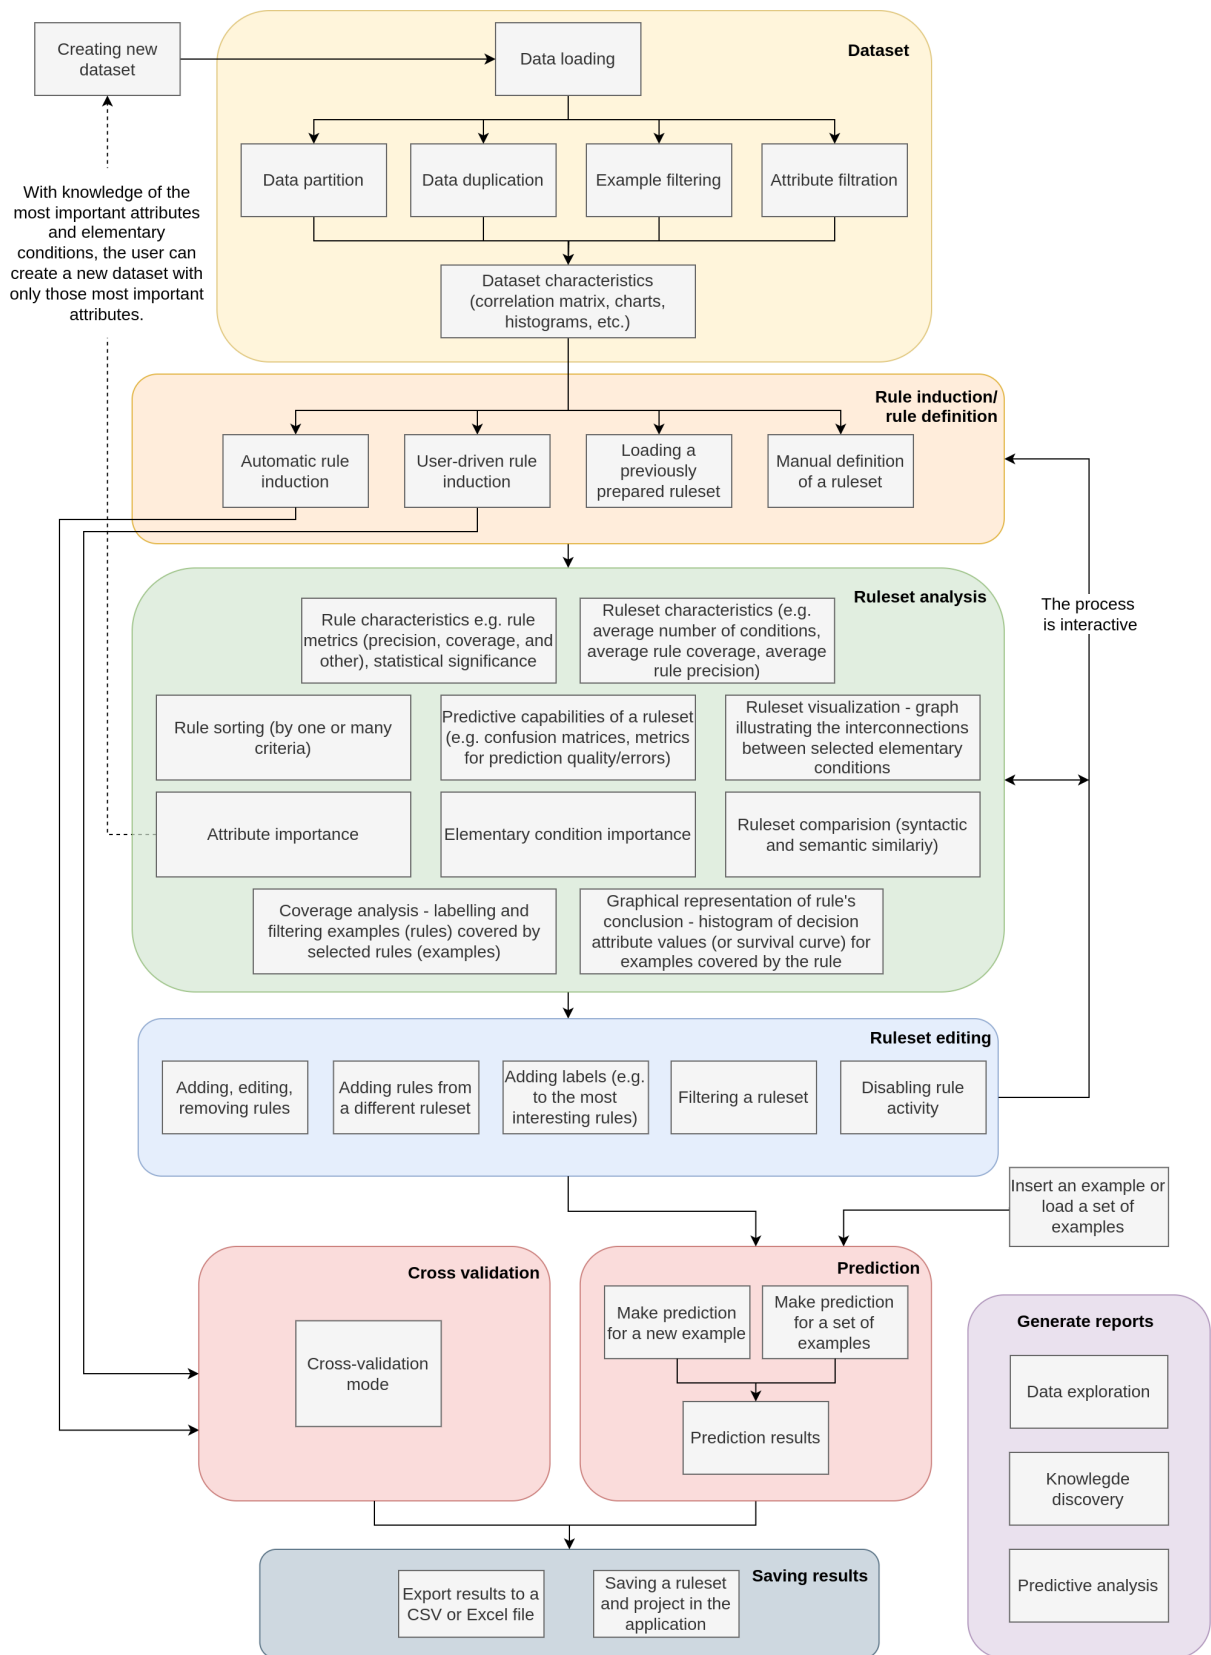 Creating new
dataset
Data loading
Dataset
Data partition
Data duplication
Example filtering
Attribute filtration
With knowledge of the
most important attributes
and elementary
conditions, the user can
create a new dataset with
only those most important
attributes.
Dataset characteristics
(correlation matrix, charts,
histograms, etc.)
Rule induction/
rule definition
Automatic rule
induction
User-driven rule
induction
Loading a
previously
prepared ruleset
Manual definition
of a ruleset
Ruleset analysis
The process
is interactive
Rule characteristics e.g. rule
metrics (precision, coverage, and
other), statistical significance
Ruleset characteristics (e.g.
average number of conditions,
average rule coverage, average
rule precision)
Rule sorting (by one or many
criteria)
Predictive capabilities of a ruleset
(e.g. confusion matrices, metrics
for prediction quality/errors)
Ruleset visualization - graph
illustrating the interconnections
between selected elementary
conditions
Attribute importance
Elementary condition importance
Ruleset comparision (syntactic
and semantic similariy)
Coverage analysis - labelling and
filtering examples (rules) covered by
selected rules (examples)
Graphical representation of rule's
conclusion - histogram of decision
attribute values (or survival curve) for
examples covered by the rule
Ruleset editing
Adding, editing,
removing rules
Adding rules from
a different ruleset
Adding labels (e.g.
to the most
interesting rules)
Filtering a ruleset
Disabling rule
activity
Insert an example or
load a set of
examples
Cross validation
Cross-validation
mode
Prediction
Make prediction
for a new example
Make prediction
for a set of
examples
Prediction results
Generate reports
Data exploration
Knowlegde
discovery
Predictive analysis
Saving results
Export results to a
CSV or Excel file
Saving a ruleset
and project in the
application